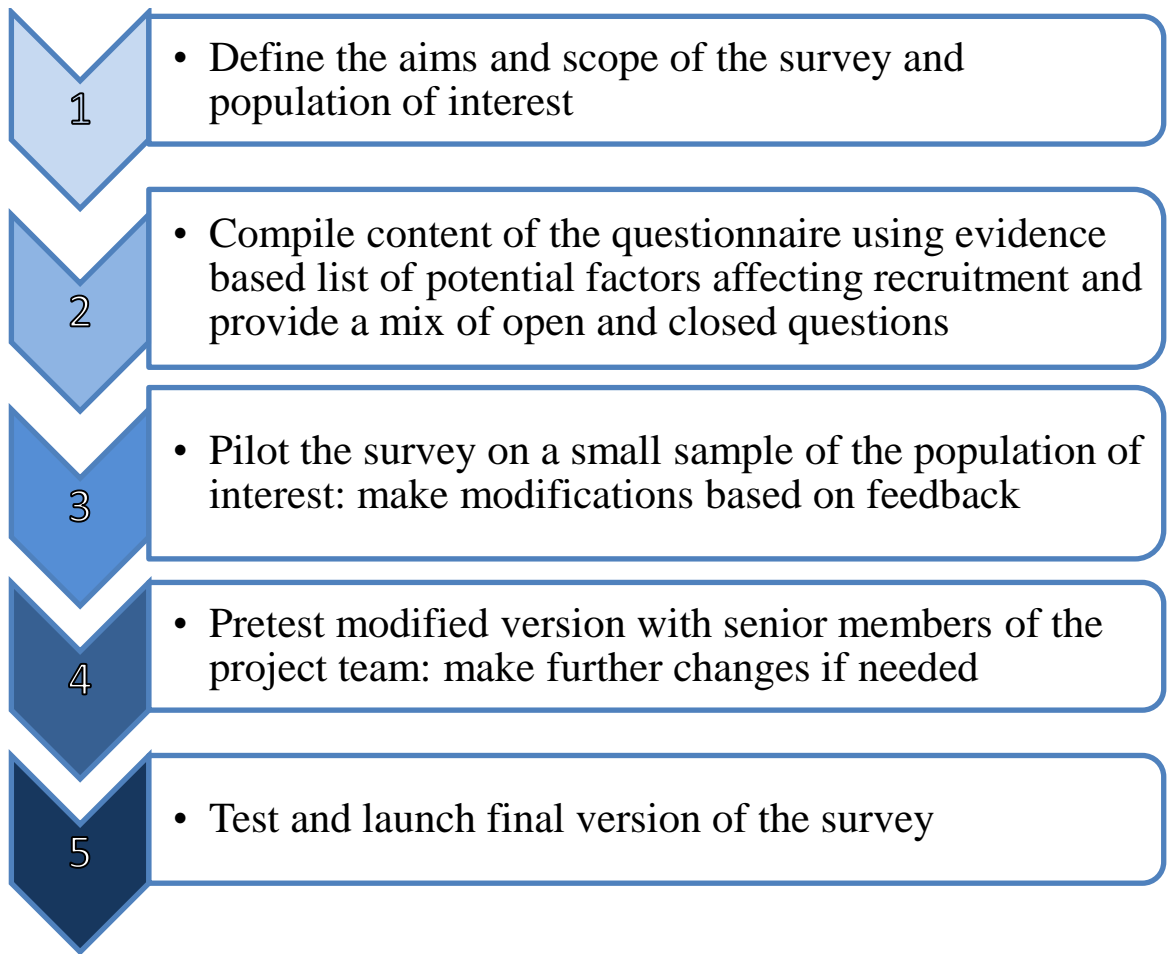 1
• Define the aims and scope of the survey and
population of interest
2
• Compile content of the questionnaire using evidence
based list of potential factors affecting recruitment and
provide a mix of open and closed questions
3
• Pilot the survey on a small sample of the population of
interest: make modifications based on feedback
4
• Pretest modified version with senior members of the
project team: make further changes if needed
5
• Test and launch final version of the survey